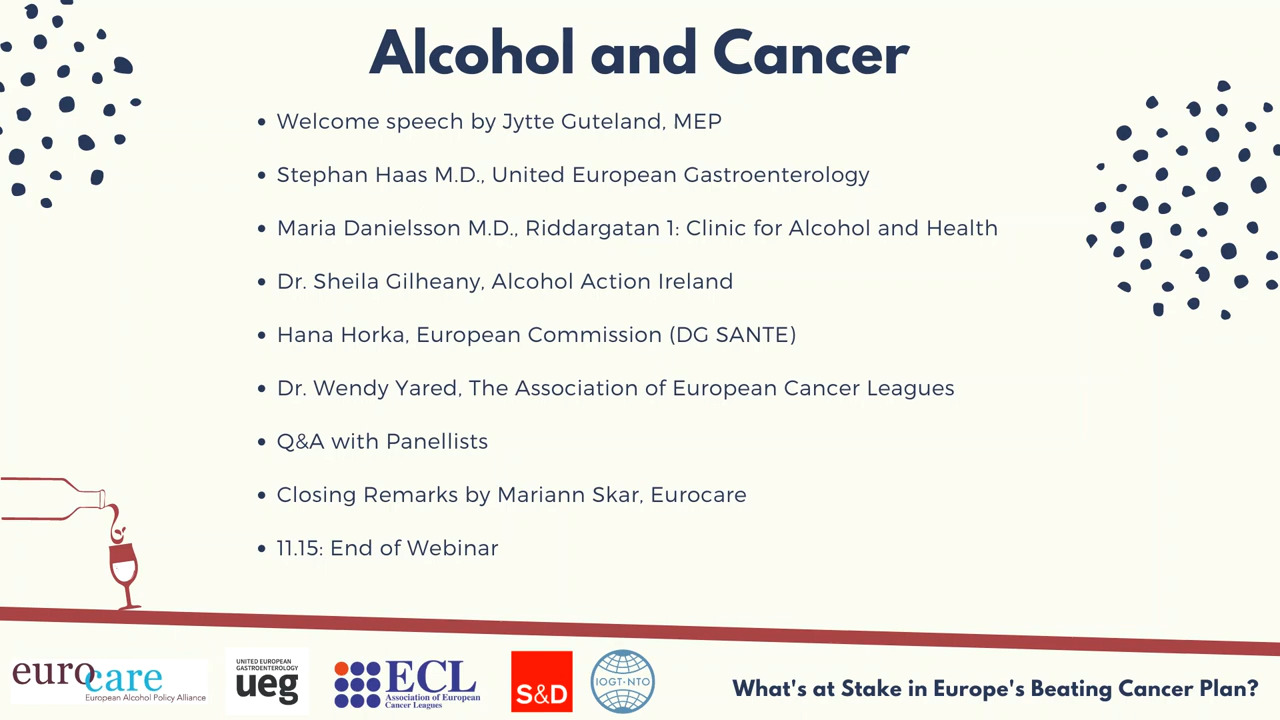 Alcohol and Cancer
• Welcome speech by Jytte Guteland, MEP
• Stephan Haas M.D., United European Gastroenterology
• Maria Danielsson M.D., Riddargatan 1: Clinic for Alcohol and Health
• Dr. Sheila Gilheany, Alcohol Action Ireland
• Hana Horka, European Commission (DG SANTE)
• Dr. Wendy Yared, The Association of European Cancer Leagues
• Q&A with Panellists
• Closing Remarks by Mariann Skar, Eurocare
• 11.15: End of Webinar
eurocare
European Alcohol Policy Alliance
UNITED EUROPEAN
GASTROENTEROLOGY
ueg
ECL
Association of European
Cancer Leagues
S&D
IOGT-NTO
What's at Stake in Europe's Beating Cancer Plan?